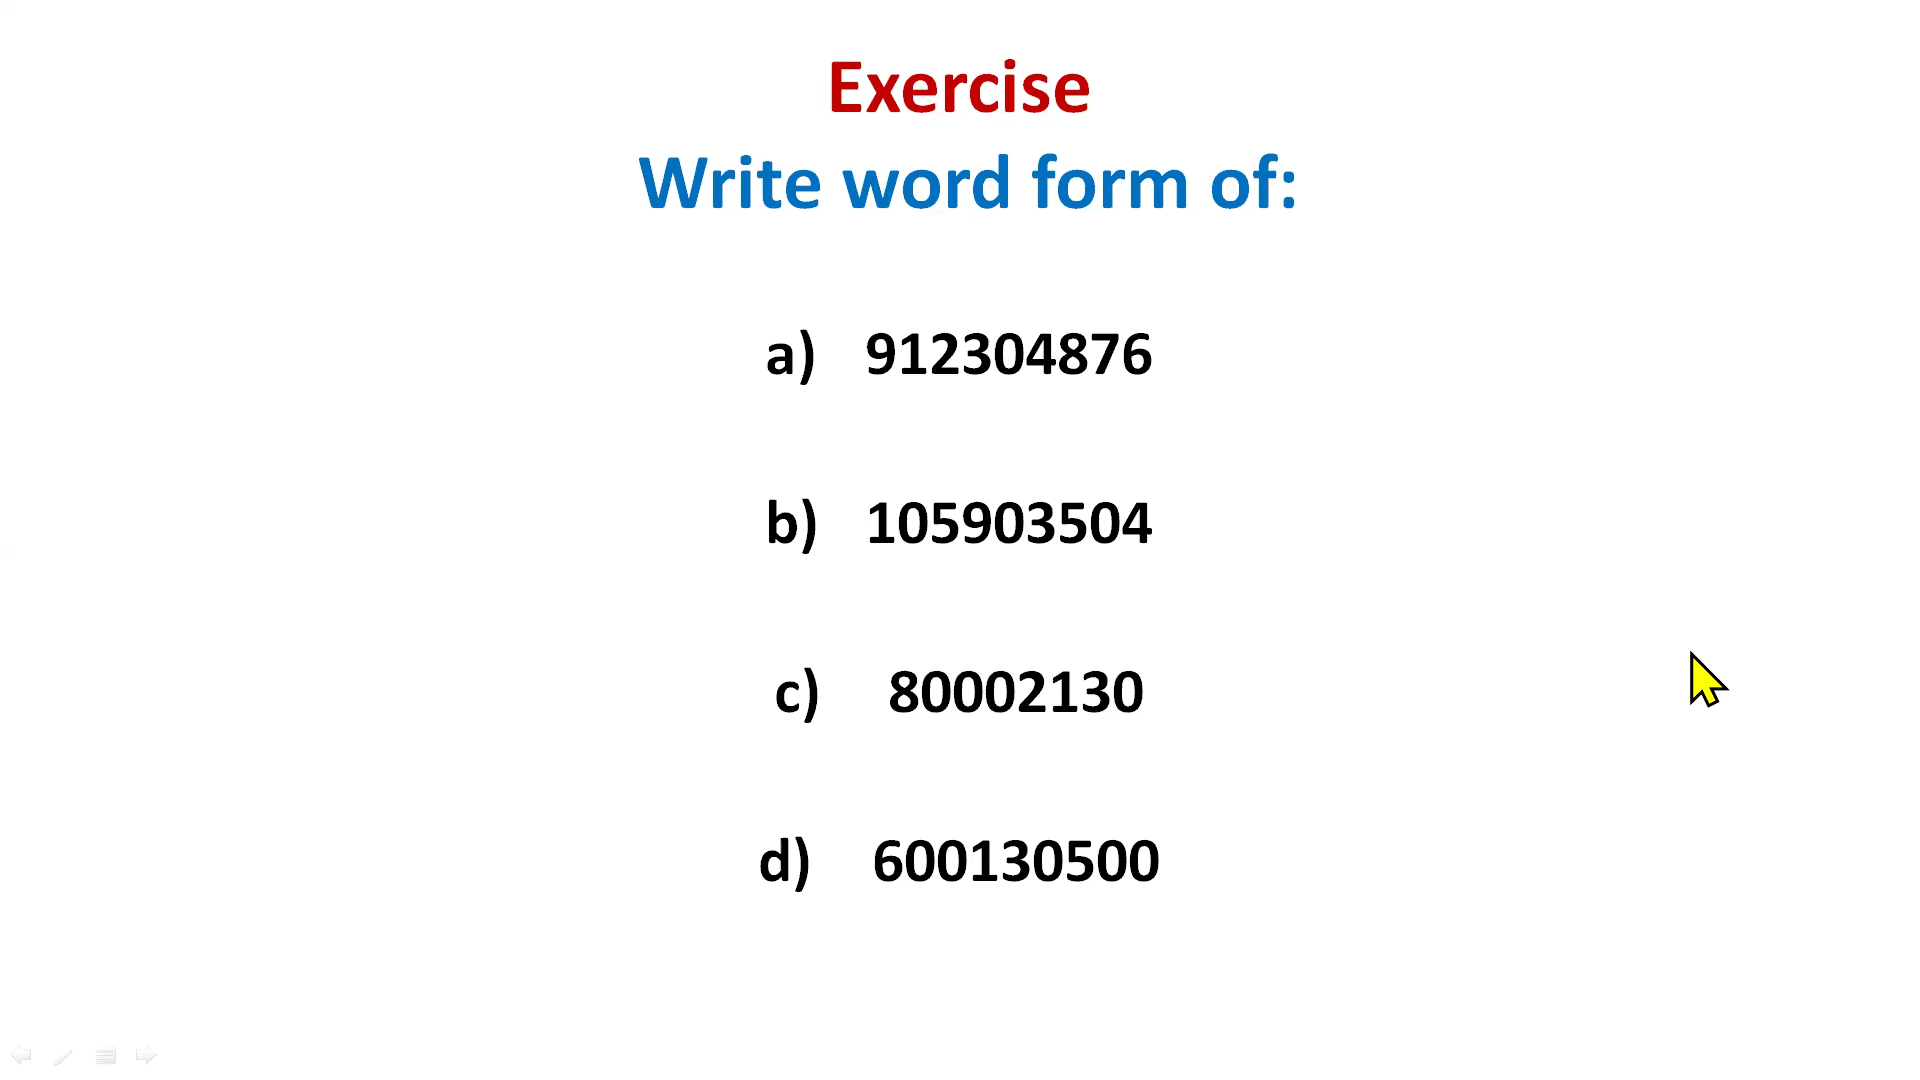 Exercise
Write word form of:
a) 912304876
b) 105903504
c) 80002130
d) 600130500